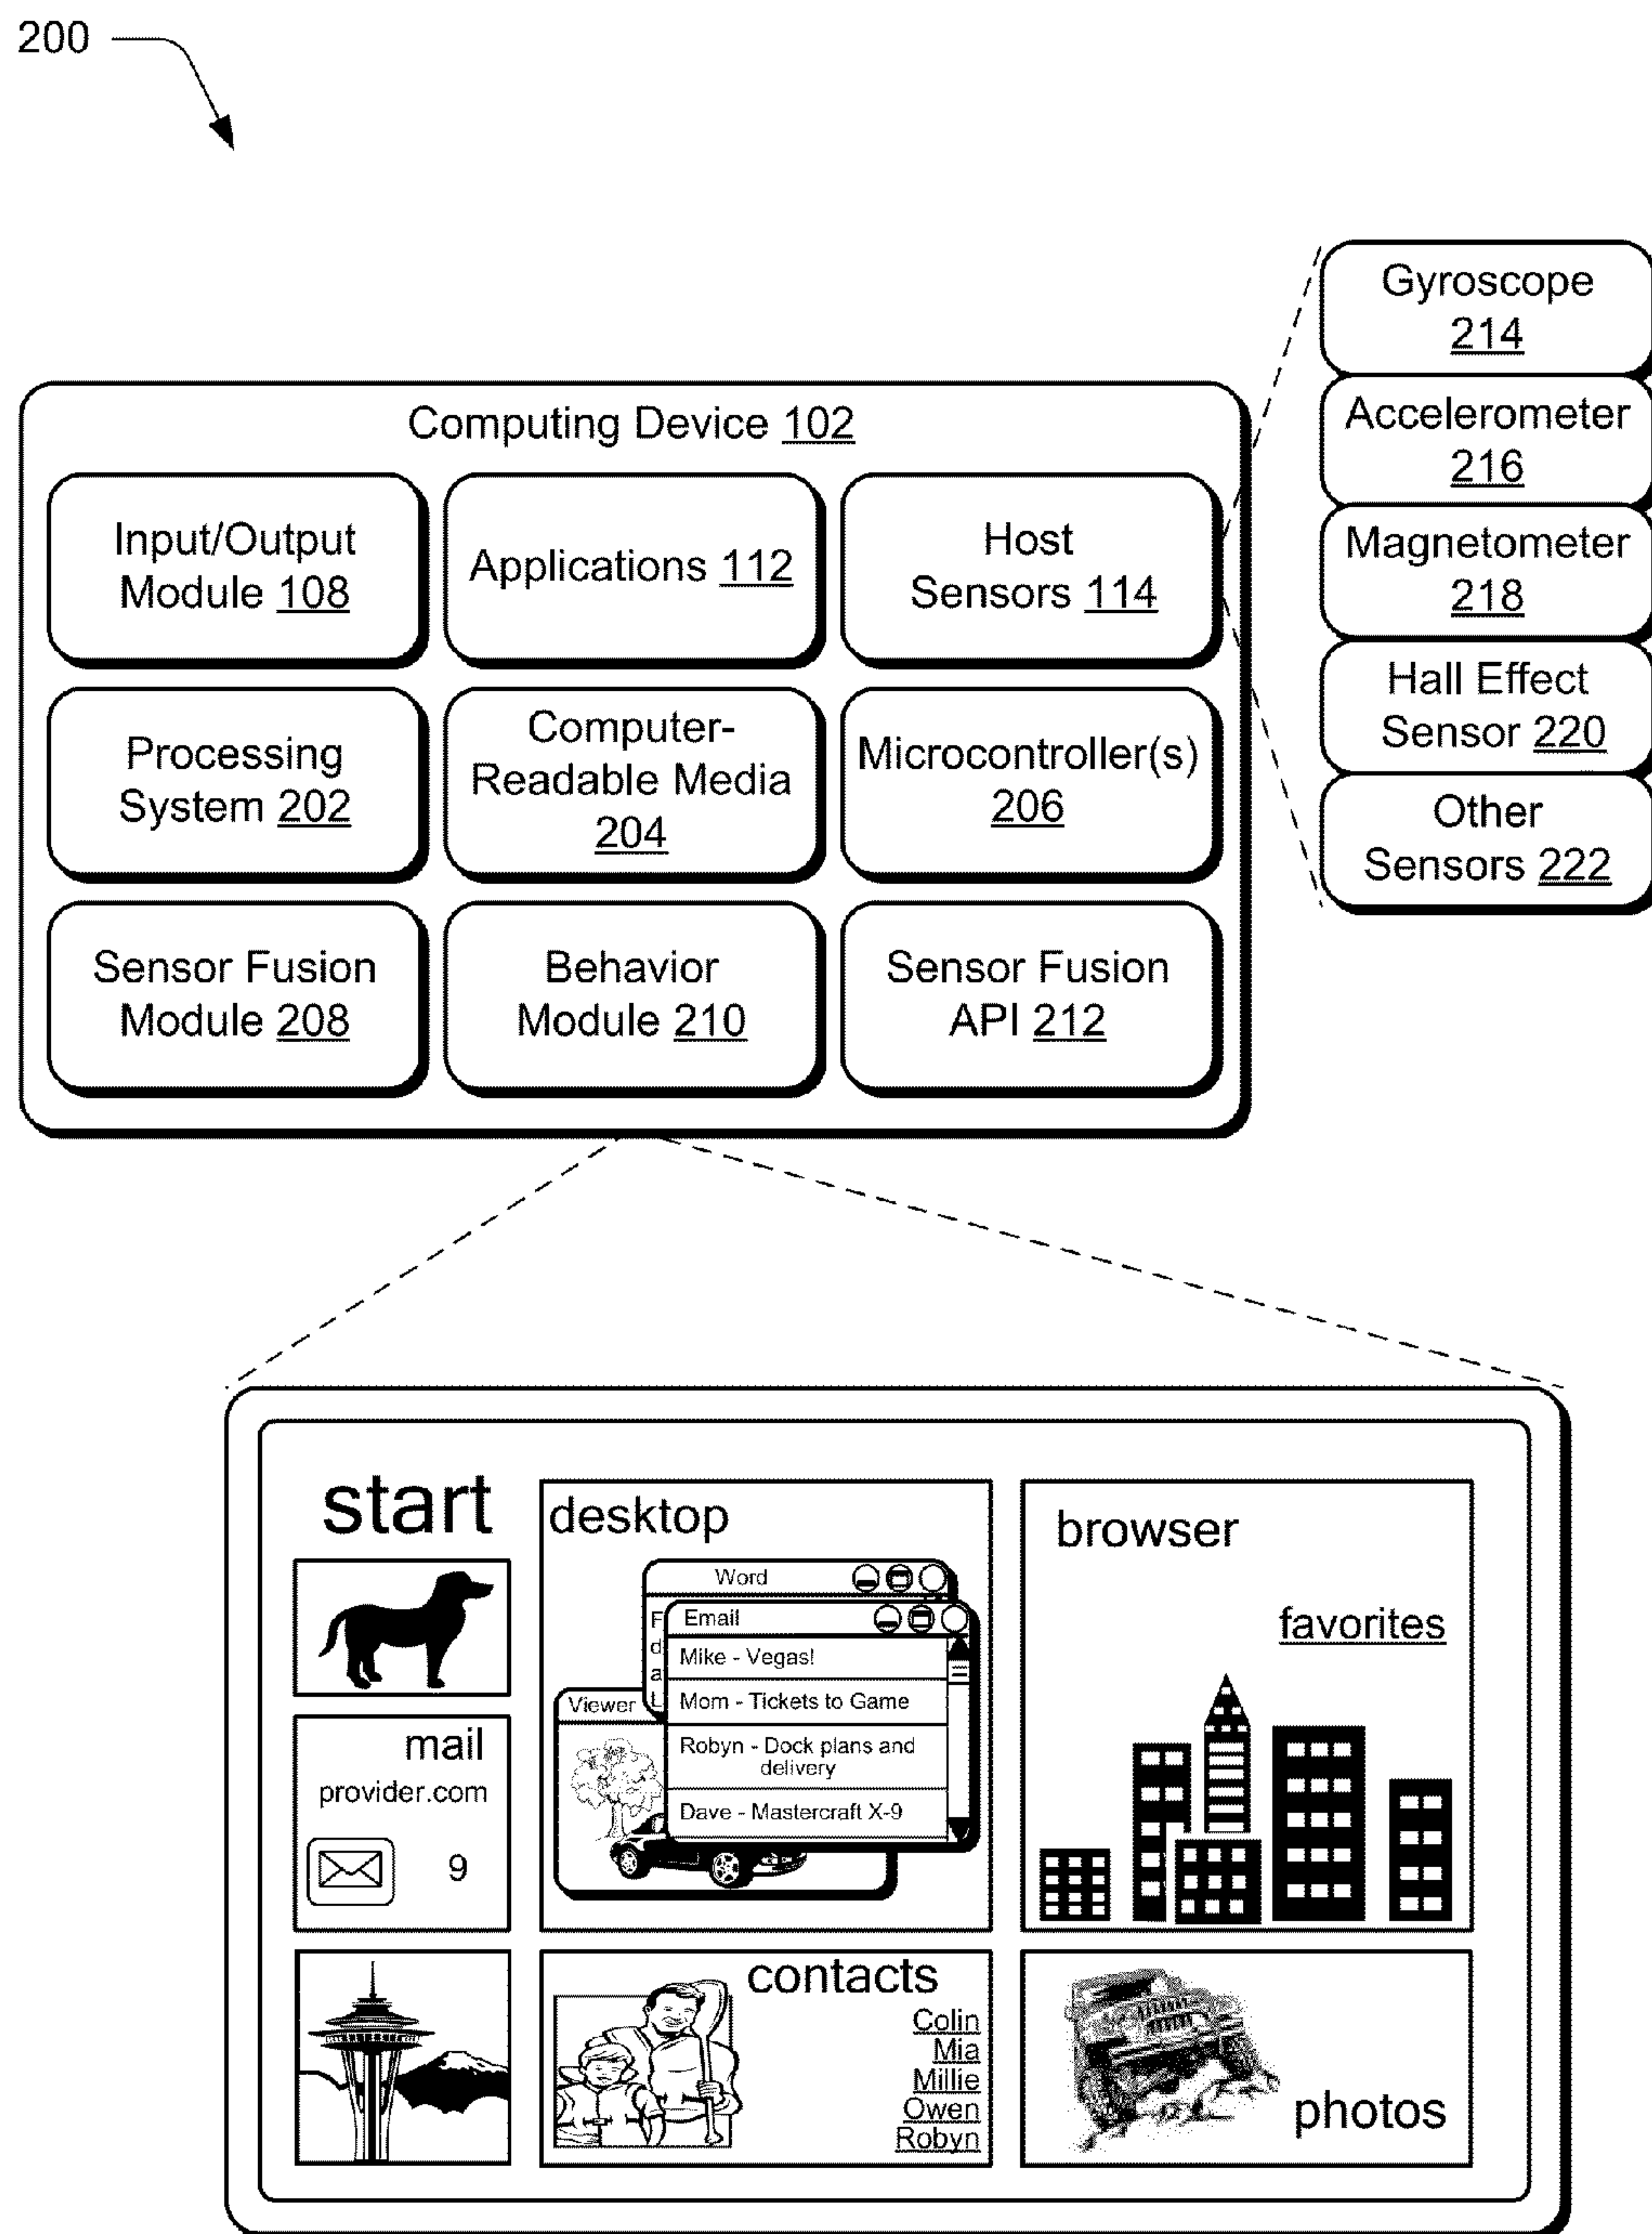 200
Gyroscope
214
Accelerometer
216
Magnetometer
218
Hall Effect
Sensor 220
Other
Sensors 222
Computing Device 102
Input/Output
Module 108
Applications 112
Host
Sensors 114
Processing
System 202
Computer-
Readable Media
204
Microcontroller(s)
206
Sensor Fusion
Module 208
Behavior
Module 210
Sensor Fusion
API 212
start
mail
provider.com
9
desktop
Word
F
d
a
L
Email
Mike - Vegas!
Mom - Tickets to Game
Robyn - Dock plans and
delivery
Dave - Mastercraft X-9
Viewer
browser
favorites
contacts
Colin
Mia
Millie
Owen
Robyn
photos